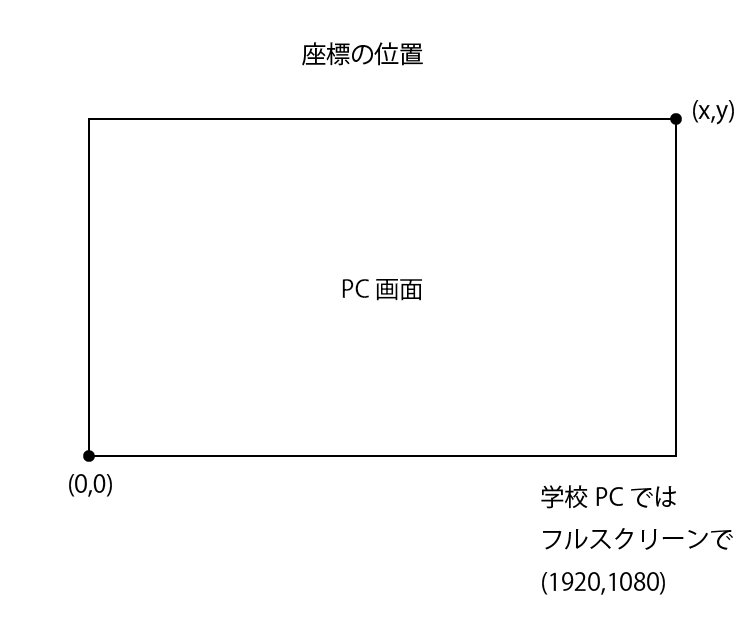 座標の位置
(x,y)
PC 画面
(0,0)
学校 PC では
フルスクリーンで
(1920,1080)